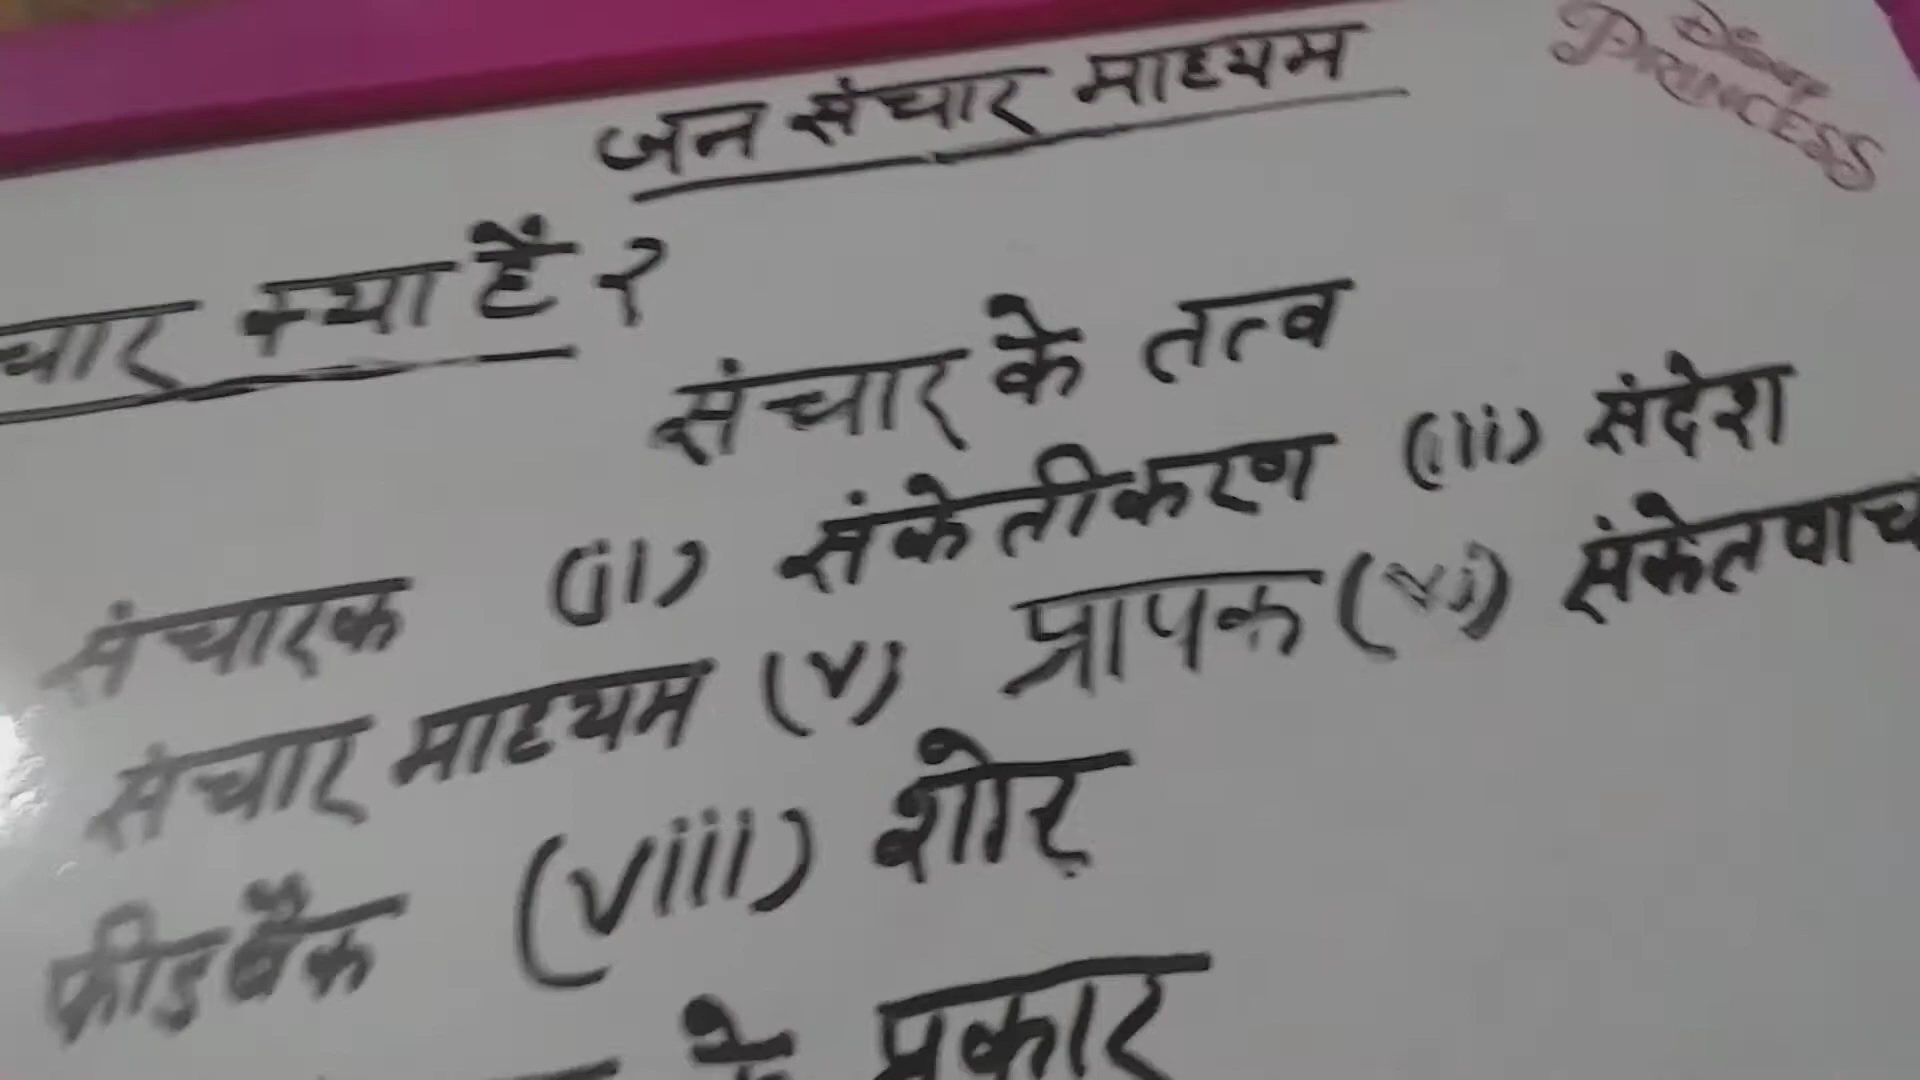 जन संचार माध्यम
Disney
PRINCESS
चार क्या है ?
संचार के तत्व
संचारक (ii) संकेतीकरण (iii) संदेश
संचार माध्यम (v) प्रापक (vi) संकेतवाच
फीडबैक (viii) शोर
के प्रकार